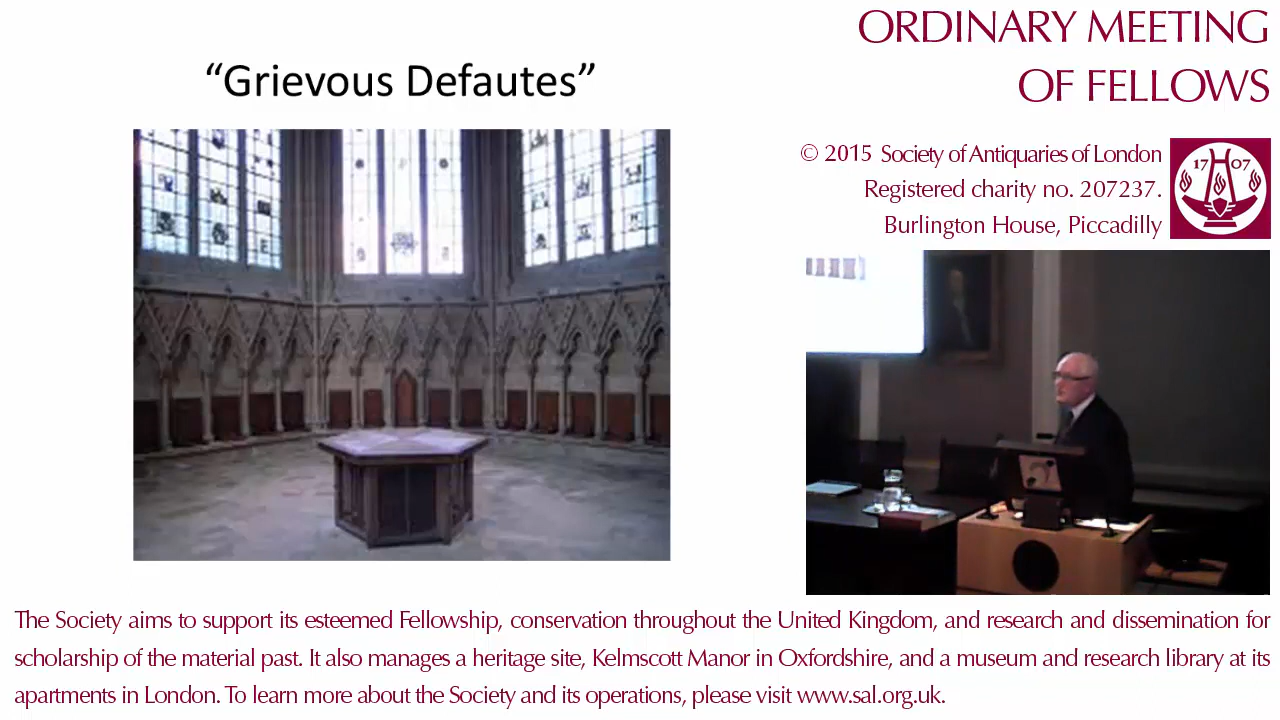 “Grievous Defautes”
ORDINARY MEETING
OF FELLOWS
© 2015 Society of Antiquaries of London
Registered charity no. 207237.
Burlington House, Piccadilly
17 07
The Society aims to support its esteemed Fellowship, conservation throughout the United Kingdom, and research and dissemination for
scholarship of the material past. It also manages a heritage site, Kelmscott Manor in Oxfordshire, and a museum and research library at its
apartments in London. To learn more about the Society and its operations, please visit www.sal.org.uk.